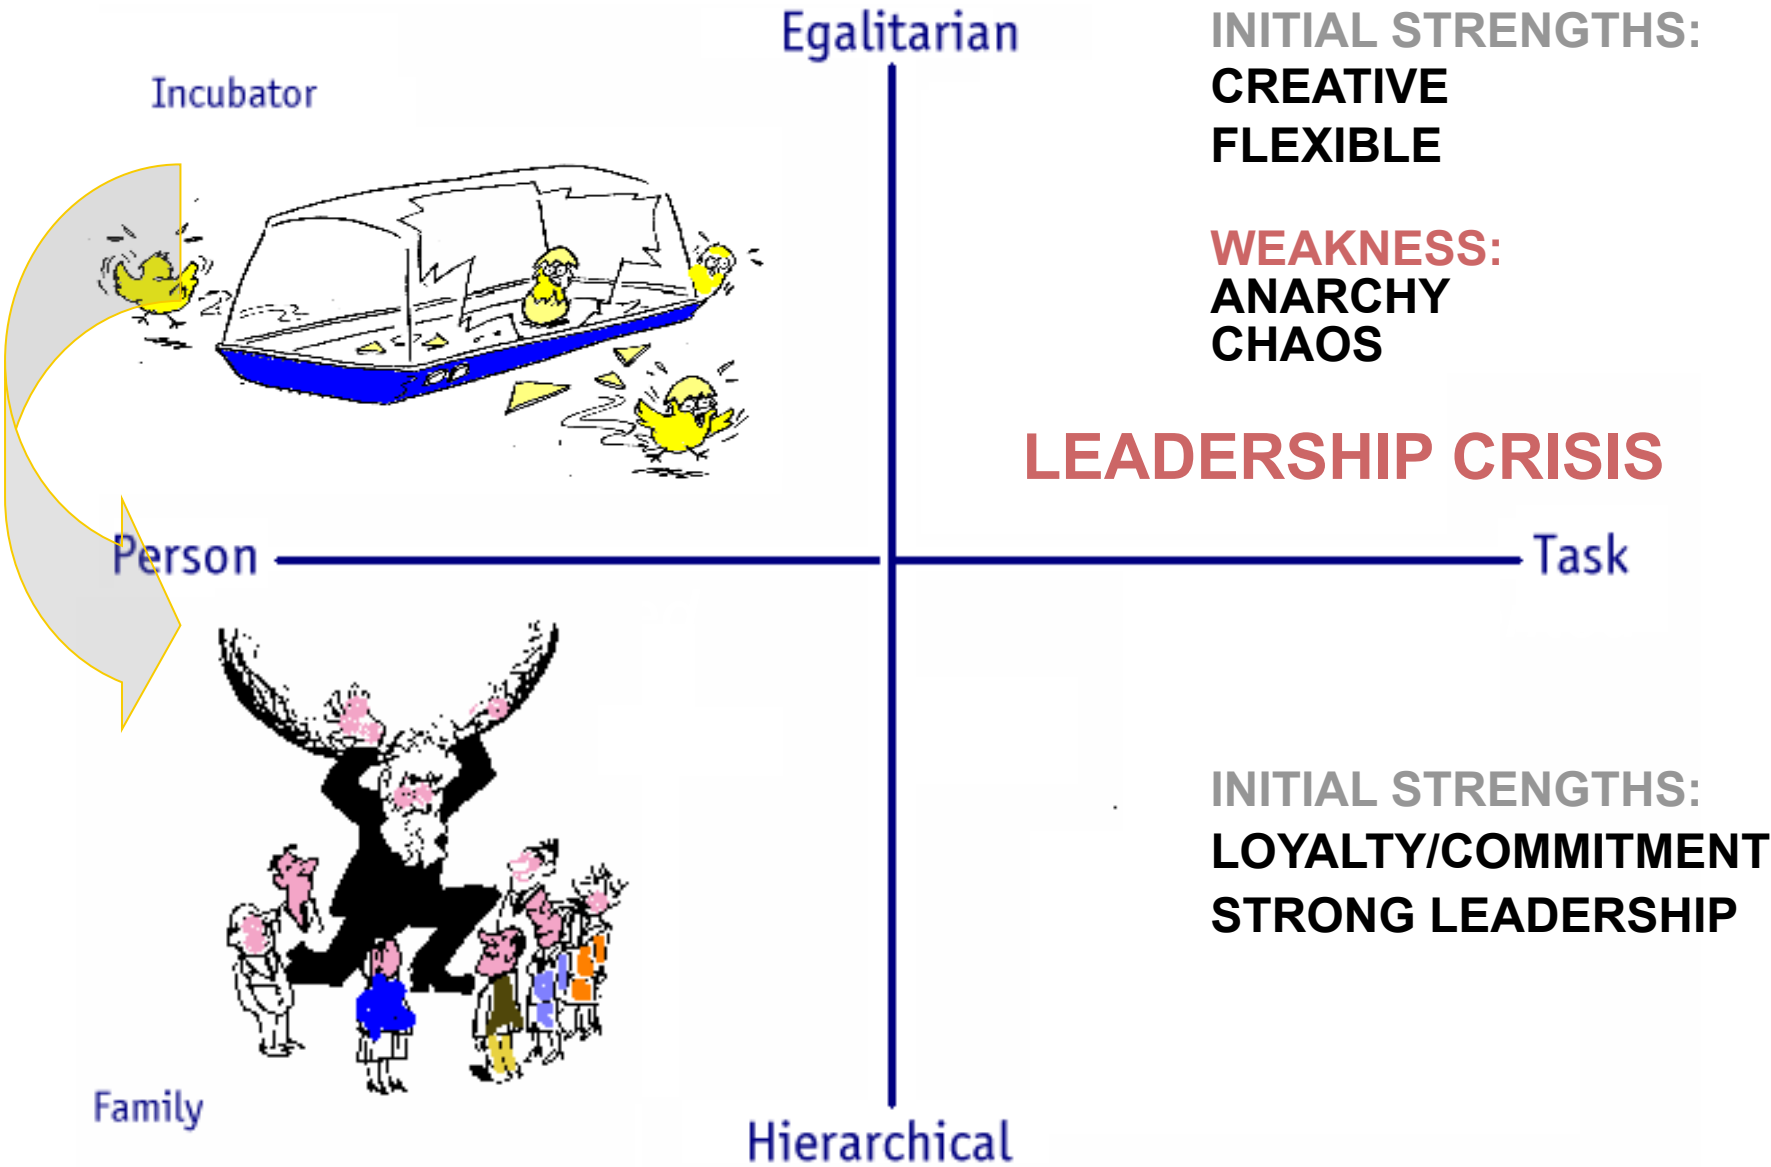 Egalitarian
INITIAL STRENGTHS:
CREATIVE
FLEXIBLE
Incubator
WEAKNESS:
ANARCHY
CHAOS
LEADERSHIP CRISIS
Person
Task
INITIAL STRENGTHS:
LOYALTY/COMMITMENT
STRONG LEADERSHIP
Family
Hierarchical